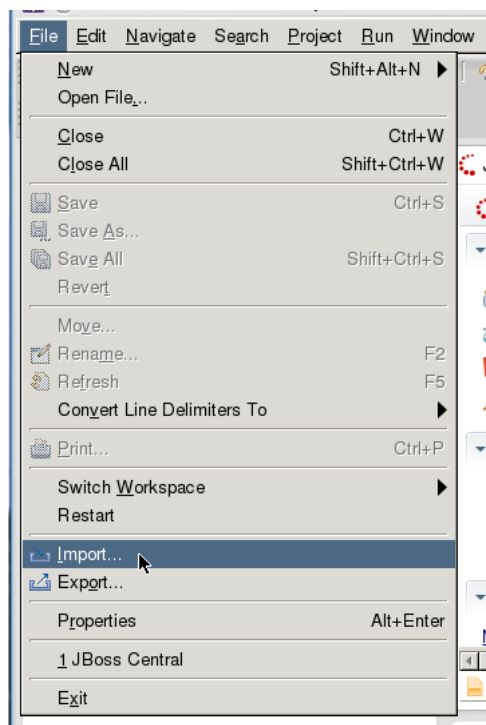 File Edit Navigate Search Project Run Window
New Shift+Alt+N
Open File...
Close Ctrl+W
Close All Shift+Ctrl+W
Save Ctrl+S
Save As...
Save All Shift+Ctrl+S
Revert
Move...
Rename... F2
Refresh F5
Convert Line Delimiters To
Print... Ctrl+P
Switch Workspace
Restart
Import...
Export...
Properties Alt+Enter
1 JBoss Central
Exit